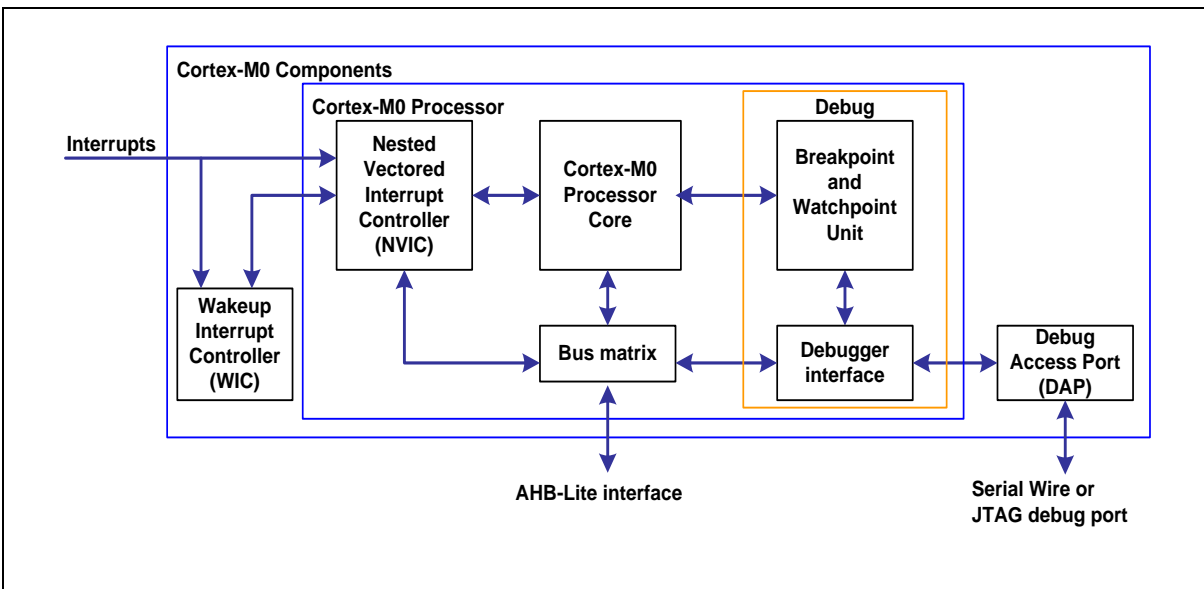 Cortex-M0 Components
Cortex-M0 Processor
Debug
Interrupts
Nested
Vectored
Interrupt
Controller
(NVIC)
Cortex-M0
Processor
Core
Breakpoint
and
Watchpoint
Unit
Wakeup
Interrupt
Controller
(WIC)
Bus matrix
Debugger
interface
Debug
Access Port
(DAP)
AHB-Lite interface
Serial Wire or
JTAG debug port